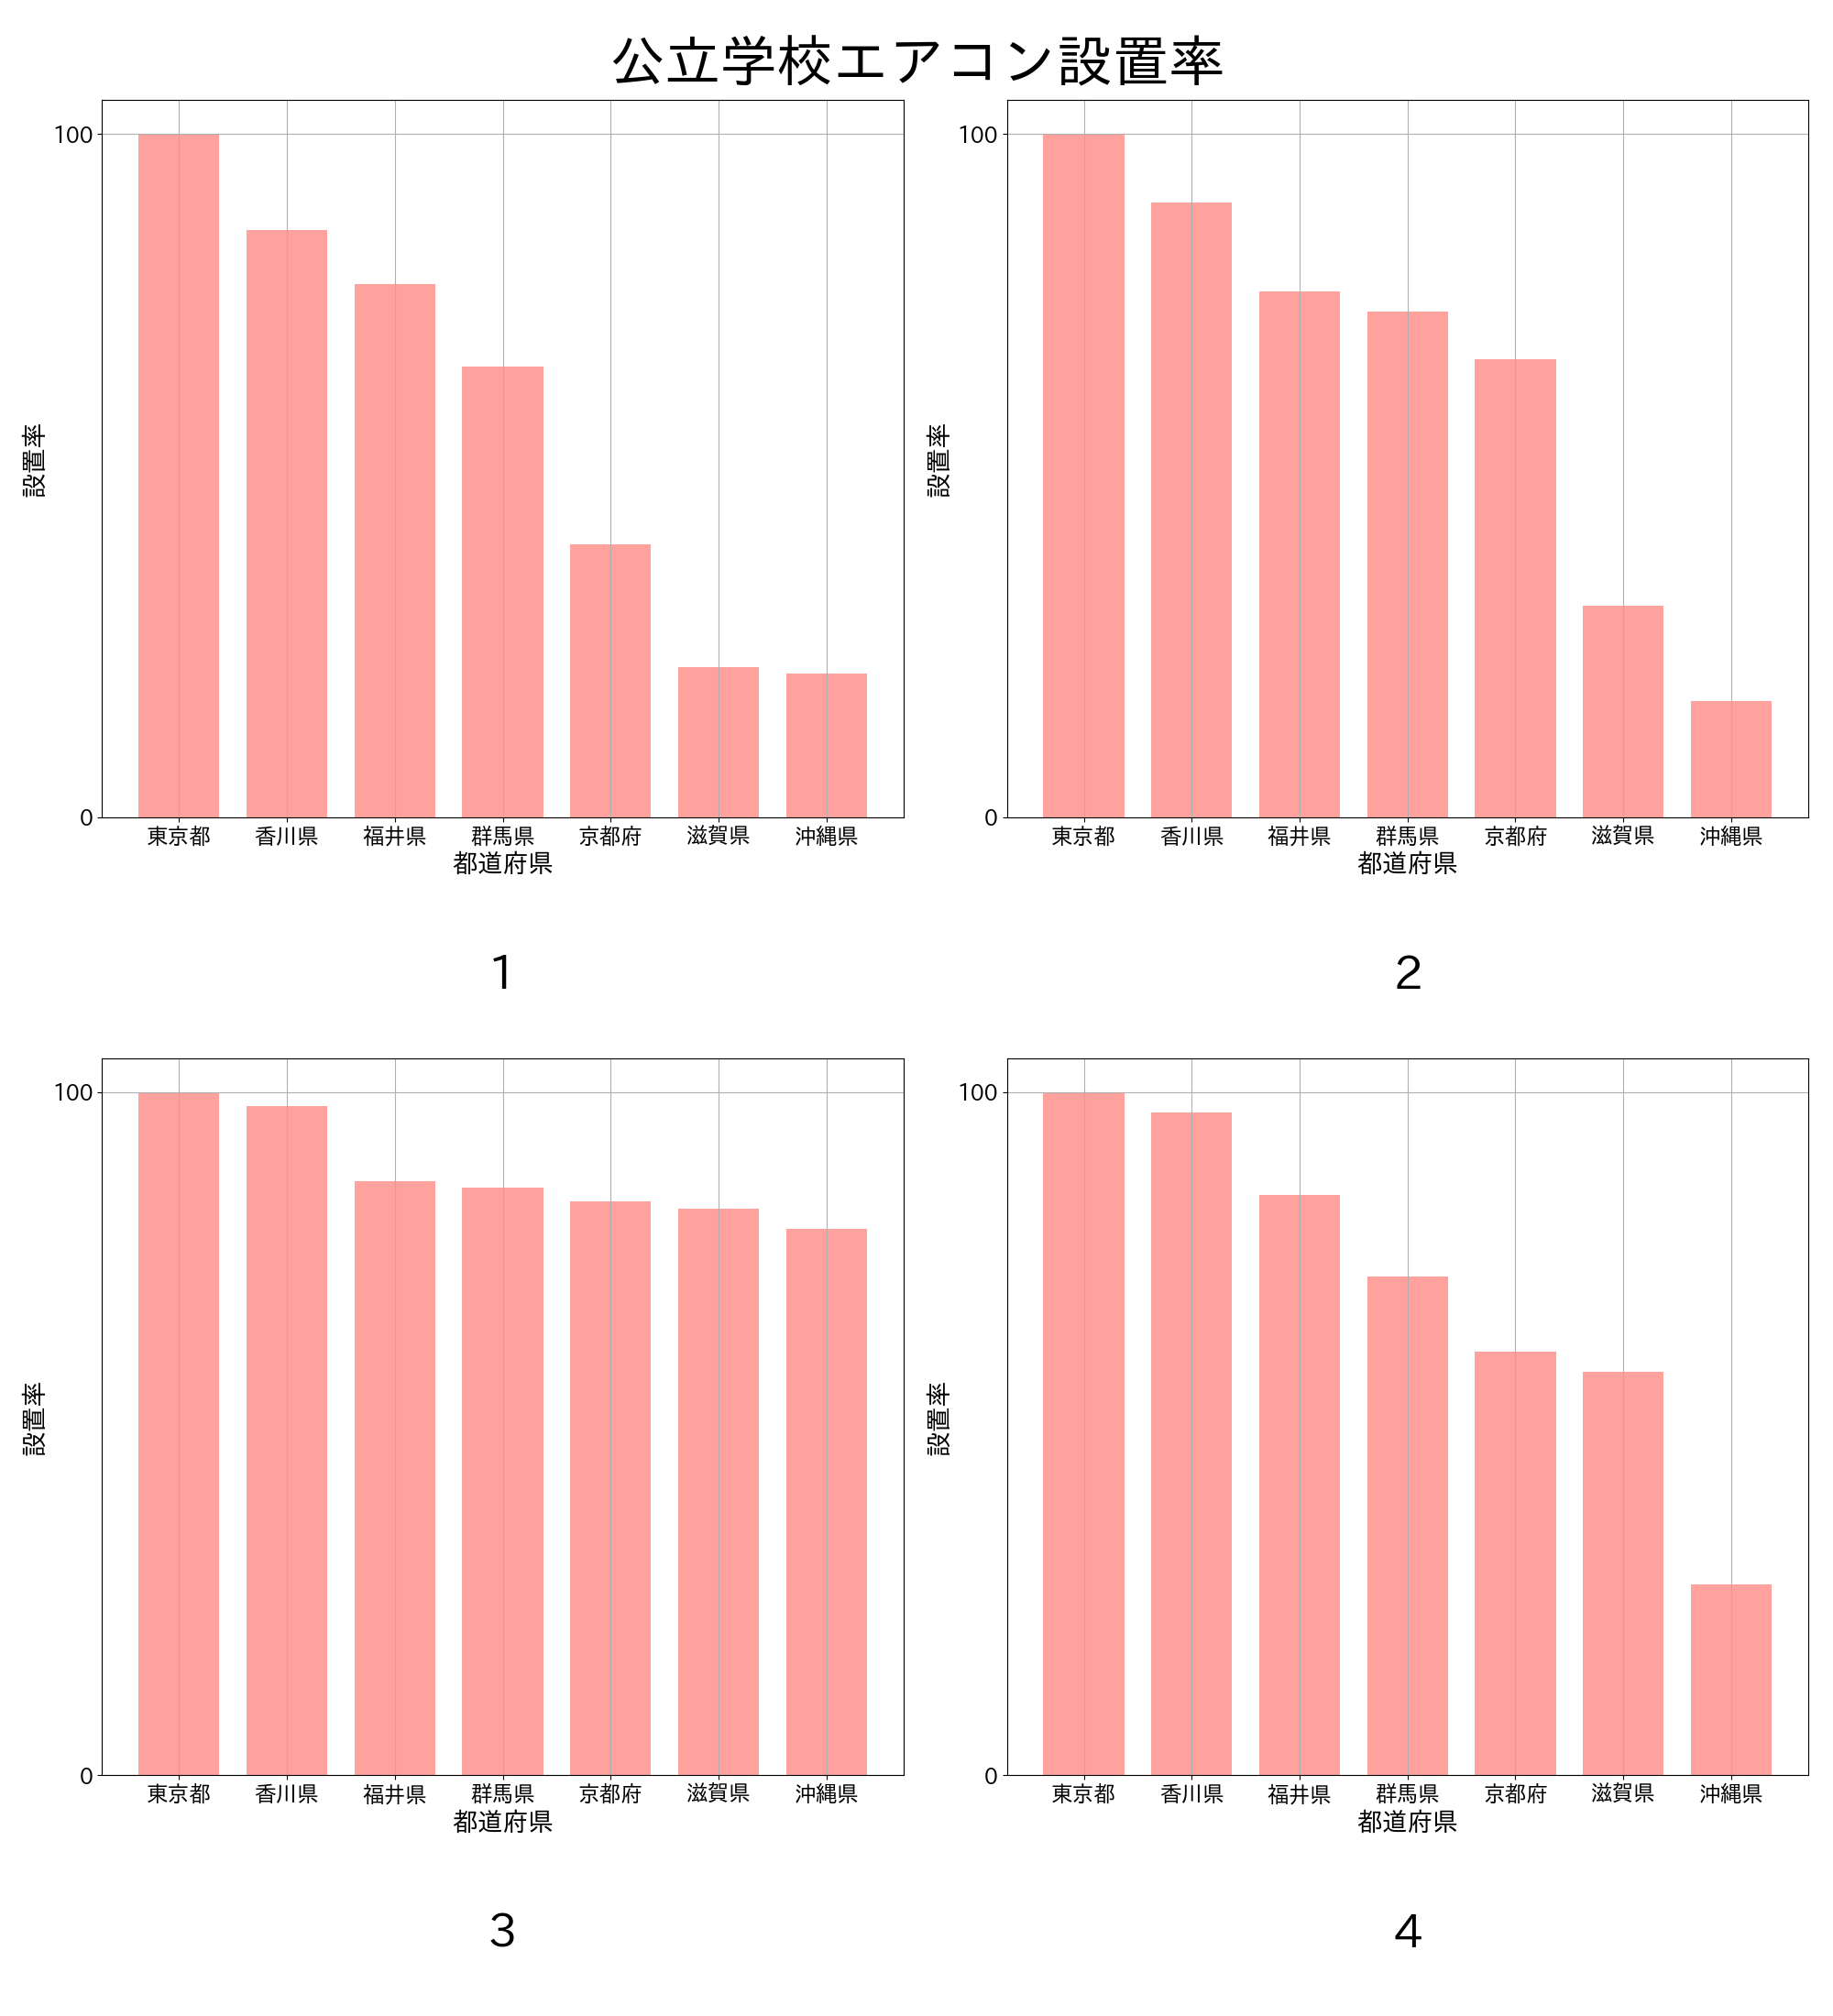 公立学校エアコン設置率
100
0
設置率
東京都 香川県 福井県 群馬県 京都府 滋賀県 沖縄県
都道府県
1
100
0
設置率
東京都 香川県 福井県 群馬県 京都府 滋賀県 沖縄県
都道府県
2
100
0
設置率
東京都 香川県 福井県 群馬県 京都府 滋賀県 沖縄県
都道府県
3
100
0
設置率
東京都 香川県 福井県 群馬県 京都府 滋賀県 沖縄県
都道府県
4